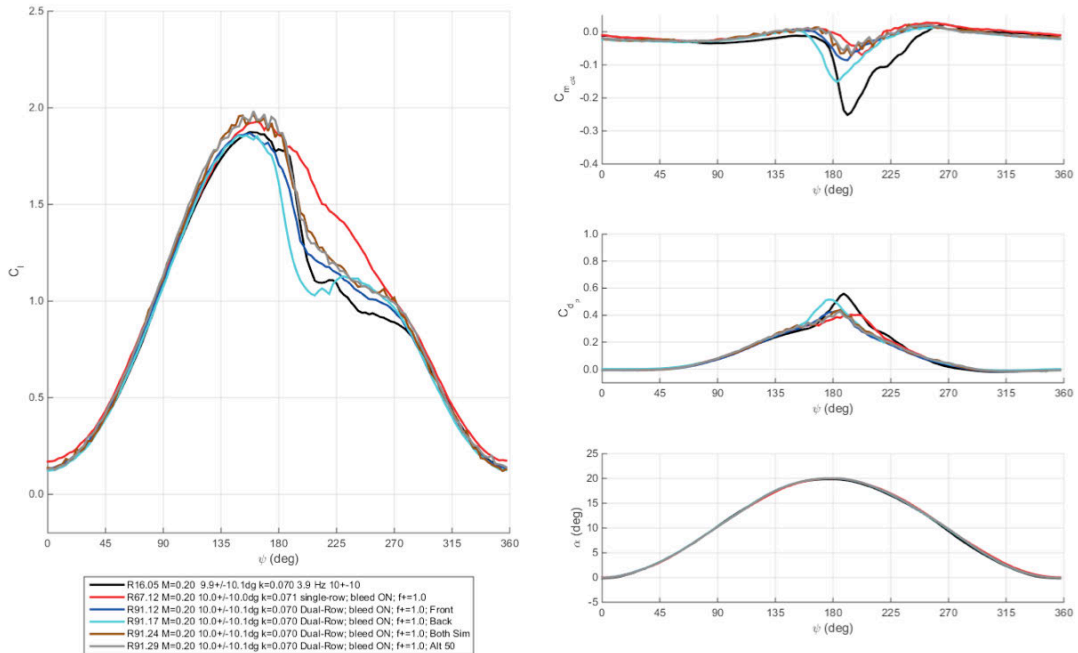 2.5
2.0
1.5
1.0
0.5
0.0
C_l
0 45 90 135 180 225 270 315 360
ψ (deg)
R16.05 M=0.20 9.9+/-10.1dg k=0.070 3.9 Hz 10+-10
R67.12 M=0.20 10.0+/-10.0dg k=0.071 single-row; bleed ON; f+=1.0
R91.12 M=0.20 10.0+/-10.1dg k=0.070 Dual-Row; bleed ON; f+=1.0; Front
R91.17 M=0.20 10.0+/-10.1dg k=0.070 Dual-Row; bleed ON; f+=1.0; Back
R91.24 M=0.20 10.0+/-10.1dg k=0.070 Dual-Row; bleed ON; f+=1.0; Both Sim
R91.29 M=0.20 10.0+/-10.1dg k=0.070 Dual-Row; bleed ON; f+=1.0; Alt 50
0.0
-0.1
-0.2
-0.3
-0.4
C_m
0 45 90 135 180 225 270 315 360
ψ (deg)
1.0
0.8
0.6
0.4
0.2
0.0
C_d_p
0 45 90 135 180 225 270 315 360
ψ (deg)
25
20
15
10
5
0
-5
α (deg)
0 45 90 135 180 225 270 315 360
ψ (deg)